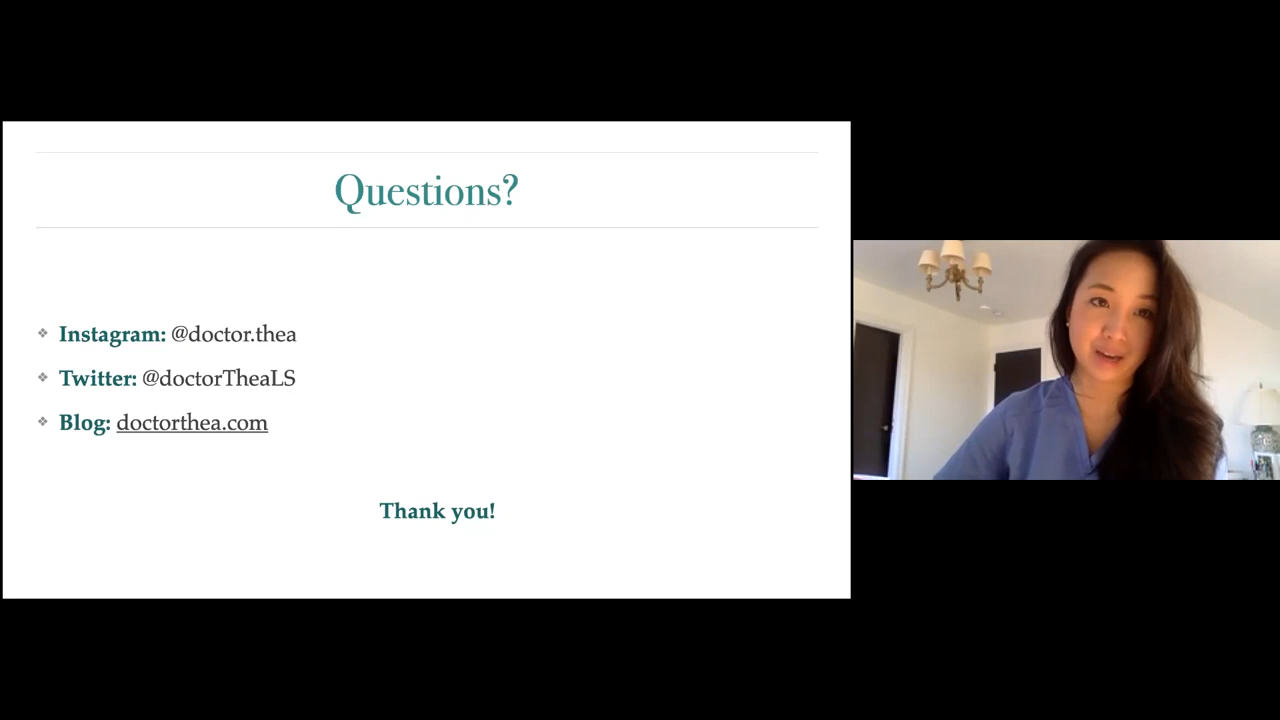 Questions?
Instagram: @doctor.thea
Twitter: @doctorTheaLS
Blog: doctorthea.com
Thank you!